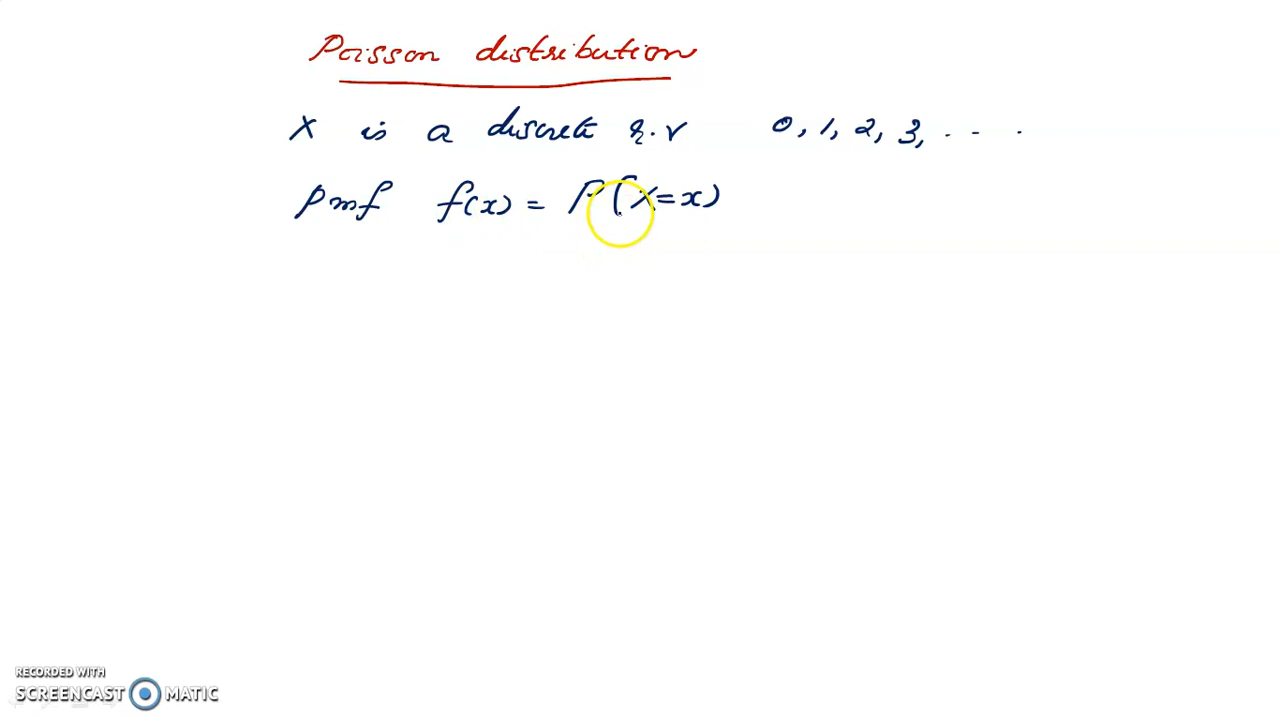 Poisson distribution
X is a discrete r.v 0, 1, 2, 3, . - - .
pmf f(x) = P(X=x)
RECORDED WITH
SCREENCAST MATIC